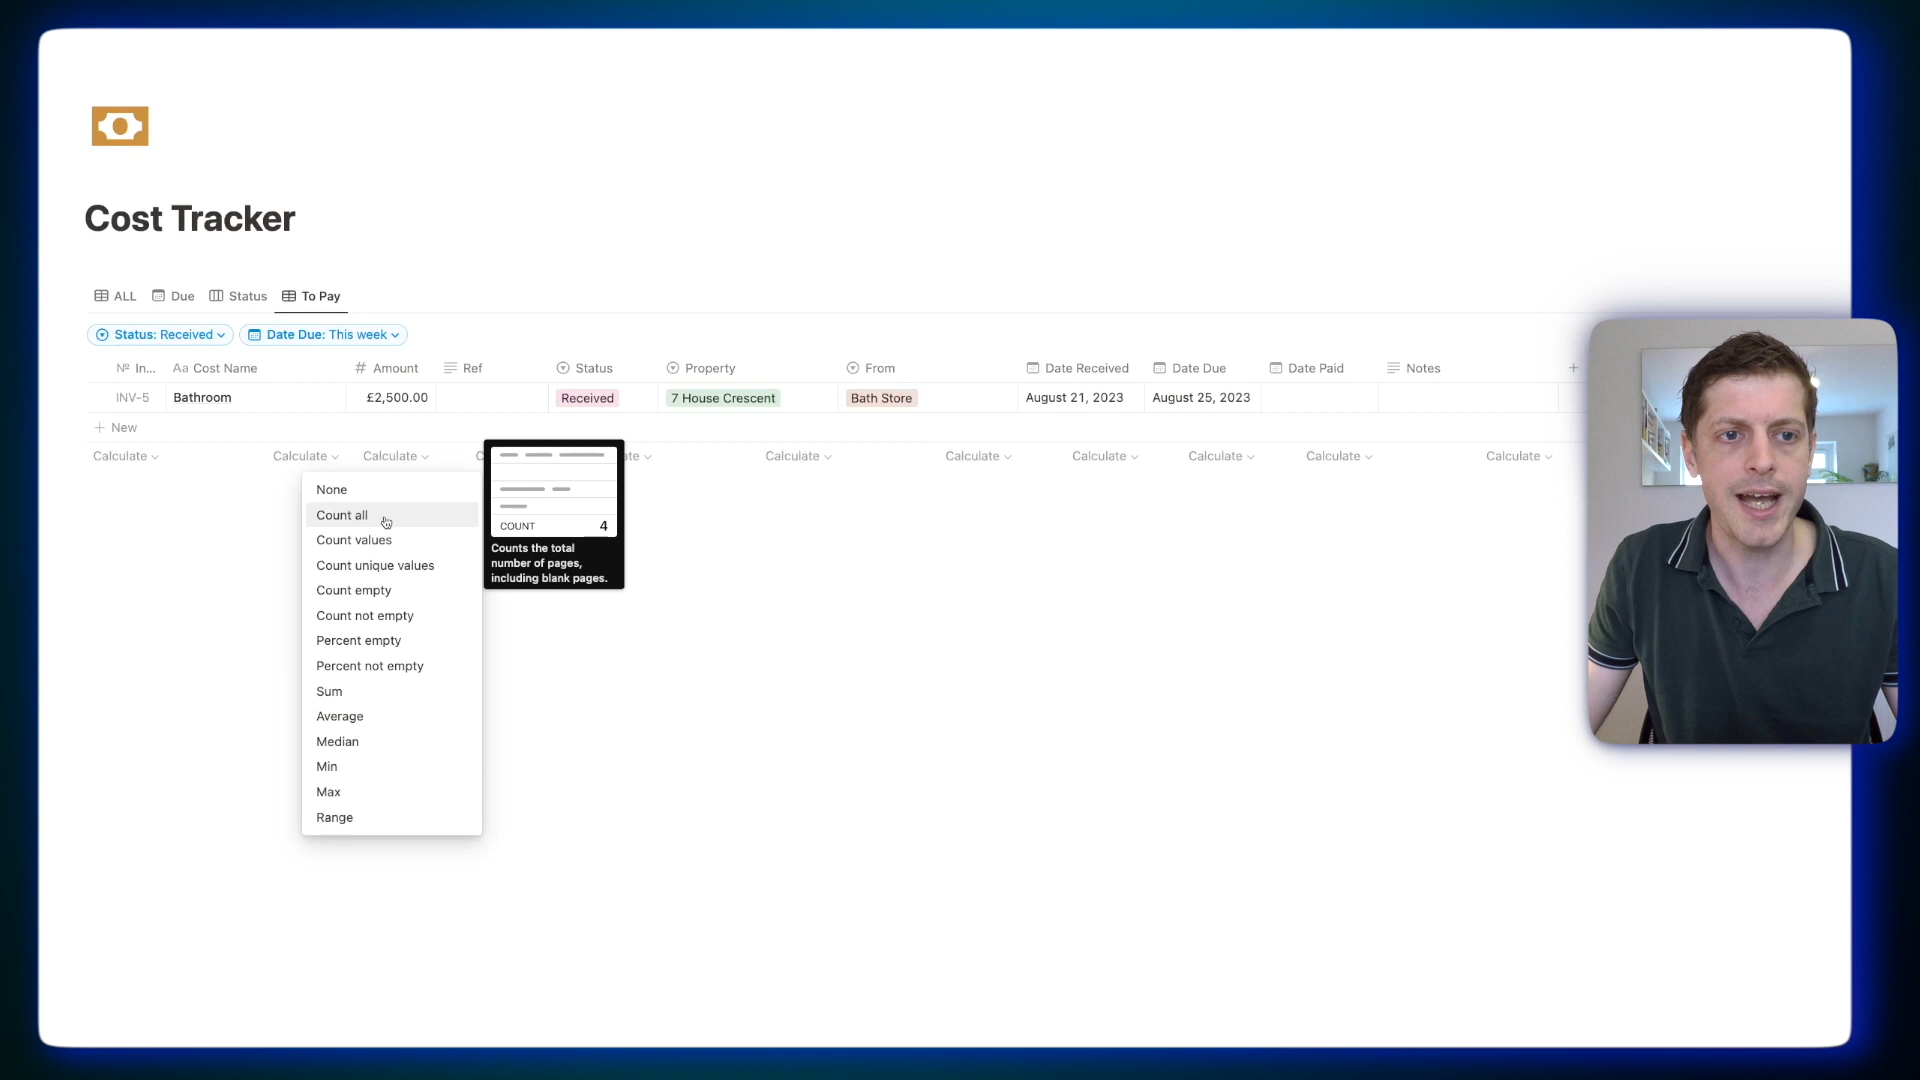 Cost Tracker
ALL Due Status To Pay
Status: Received Date Due: This week
Nº In... Aa Cost Name # Amount Ref Status Property From Date Received Date Due Date Paid Notes +
INV-5 Bathroom £2,500.00 Received 7 House Crescent Bath Store August 21, 2023 August 25, 2023
+ New
Calculate Calculate Calculate C te Calculate Calculate Calculate Calculate Calculate Calculate
None
Count all
Count values
Count unique values
Count empty
Count not empty
Percent empty
Percent not empty
Sum
Average
Median
Min
Max
Range
COUNT 4
Counts the total
number of pages,
including blank pages.